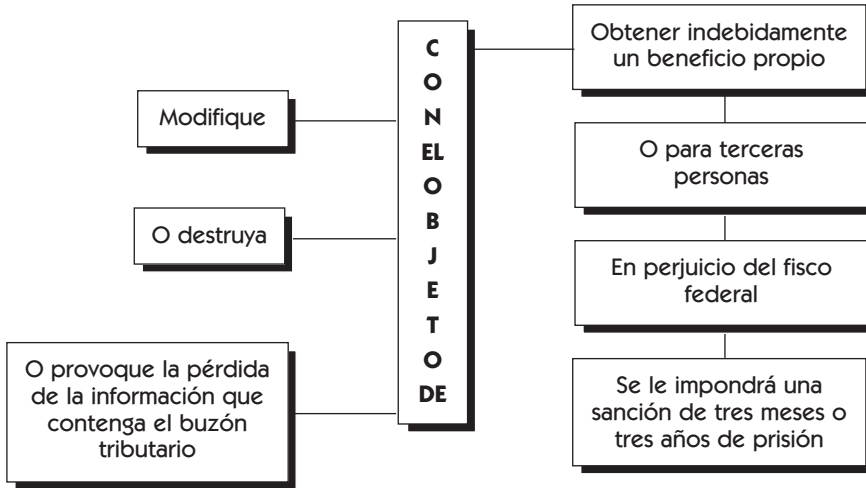 Modifique
O destruya
O provoque la pérdida
de la información que
contenga el buzón
tributario
C
O
N
EL
O
B
J
E
T
O
DE
Obtener indebidamente
un beneficio propio
O para terceras
personas
En perjuicio del fisco
federal
Se le impondrá una
sanción de tres meses o
tres años de prisión